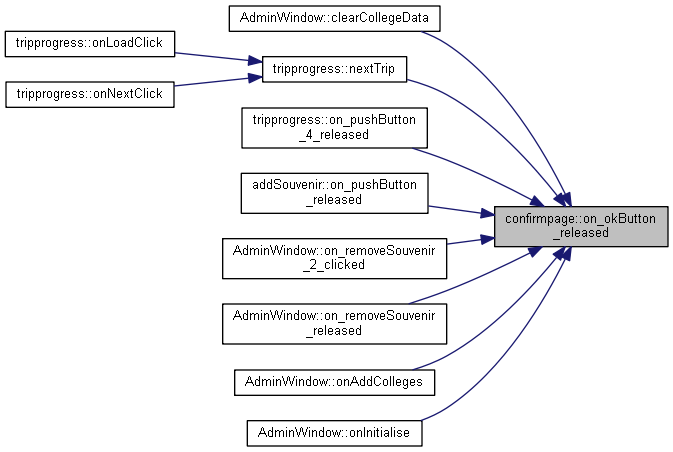 AdminWindow::clearCollegeData
tripprogress::onLoadClick
tripprogress::nextTrip
tripprogress::onNextClick
tripprogress::on_pushButton
_4_released
addSouvenir::on_pushButton
_released
confirmpage::on_okButton
_released
AdminWindow::on_removeSouvenir
_2_clicked
AdminWindow::on_removeSouvenir
_released
AdminWindow::onAddColleges
AdminWindow::onInitialise